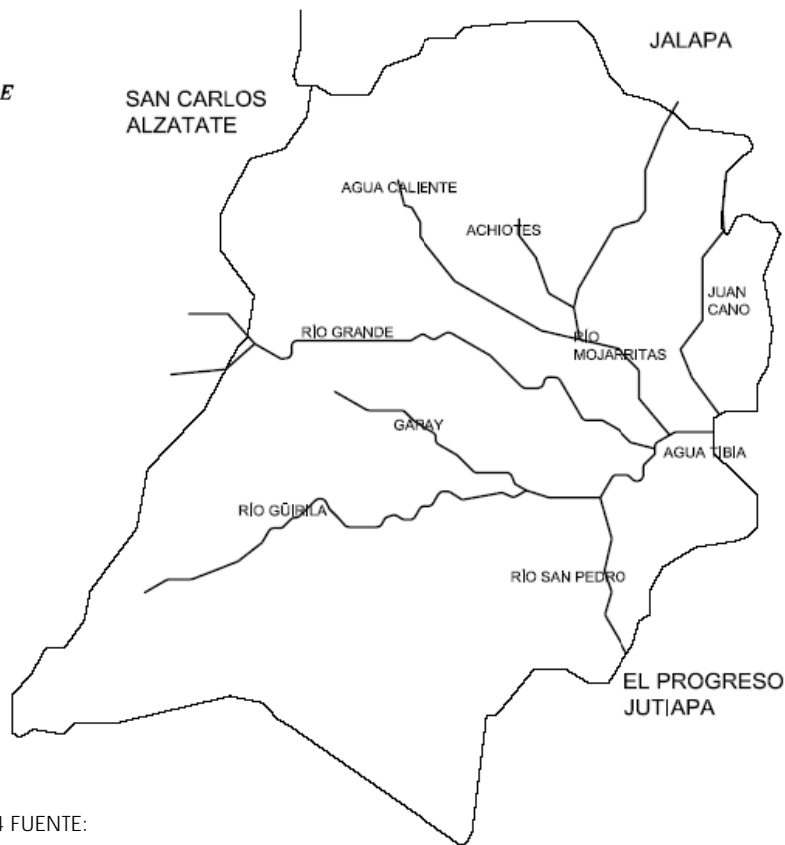 JALAPA
E
SAN CARLOS
ALZATATE
AGUA CALIENTE
ACHIOTES
JUAN
CANO
RÍO GRANDE
RÍO
MOJARRITAS
GARAY
AGUA TIBIA
RÍO GÜIRILA
RÍO SAN PEDRO
EL PROGRESO
JUTIAPA
4 FUENTE: